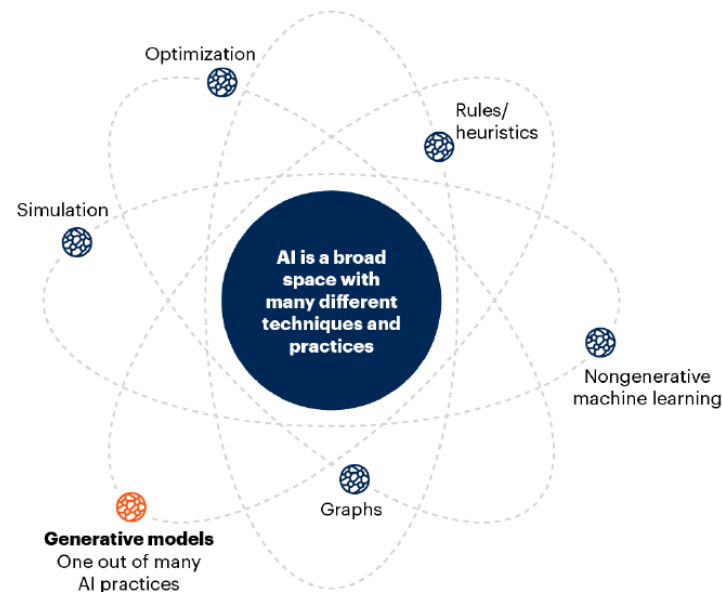 Optimization
Rules/
heuristics
Simulation
AI is a broad
space with
many different
techniques and
practices
Nongenerative
machine learning
Graphs
Generative models
One out of many
AI practices